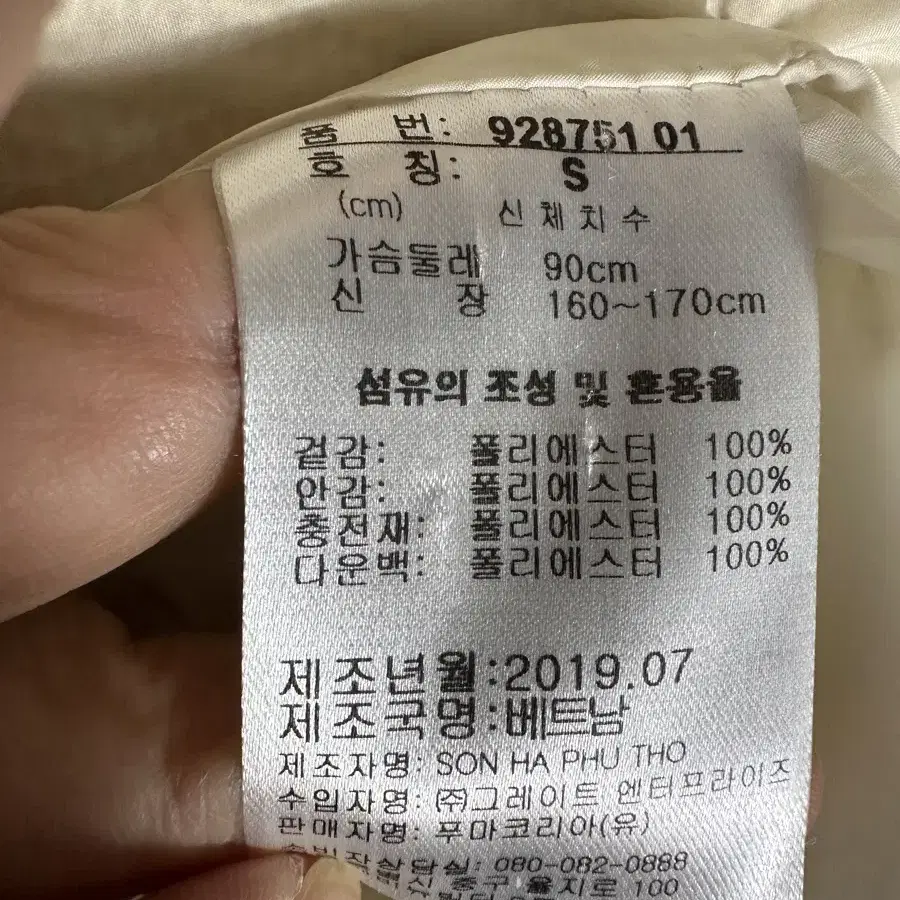 품 번: 928751 01
호 칭: S
(cm) 신체치수
가슴둘레 90cm
신 장 160~170cm
섬유의 조성 및 혼용율
겉감: 폴리에스터 100%
안감: 폴리에스터 100%
충전재: 폴리에스터 100%
다운백: 폴리에스터 100%
제조년월:2019.07
제조국명:베트남
제조자명: SON HA PHU THO
수입자명: ㈜그레이트 엔터프라이즈
판매자명: 푸마코리아(유)
상담실: 080-082-0888
중구 을지로 100